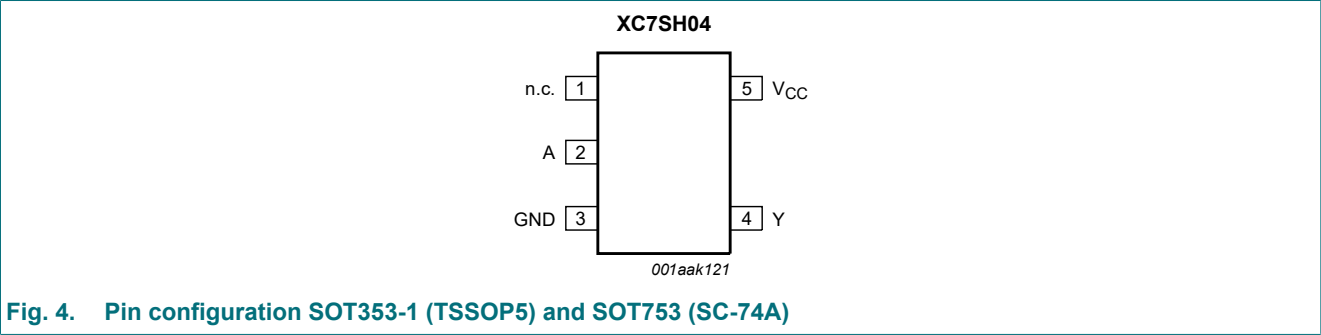 XC7SH04
n.c. 1
5 VCC
A 2
GND 3
4 Y
001aak121
Fig. 4. Pin configuration SOT353-1 (TSSOP5) and SOT753 (SC-74A)